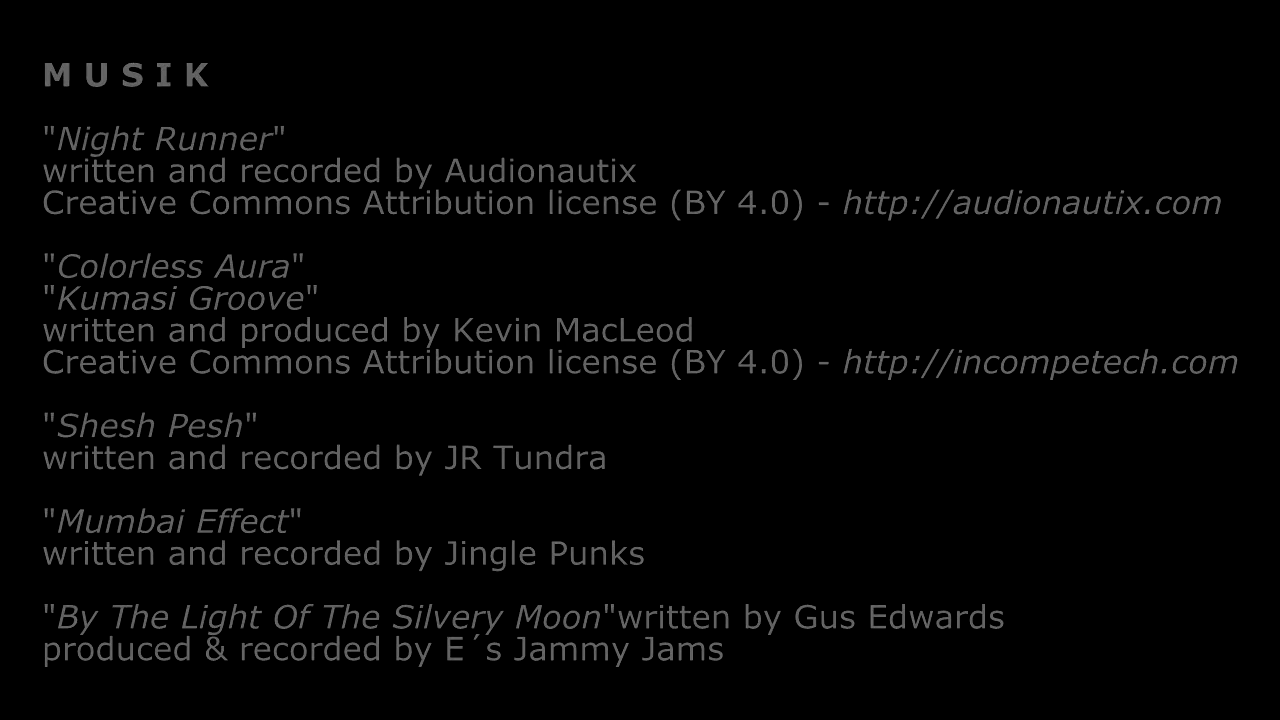 M U S I K
"Night Runner"
written and recorded by Audionautix
Creative Commons Attribution license (BY 4.0) - http://audionautix.com
"Colorless Aura"
"Kumasi Groove"
written and produced by Kevin MacLeod
Creative Commons Attribution license (BY 4.0) - http://incompetech.com
"Shesh Pesh"
written and recorded by JR Tundra
"Mumbai Effect"
written and recorded by Jingle Punks
"By The Light Of The Silvery Moon"written by Gus Edwards
produced & recorded by E´s Jammy Jams